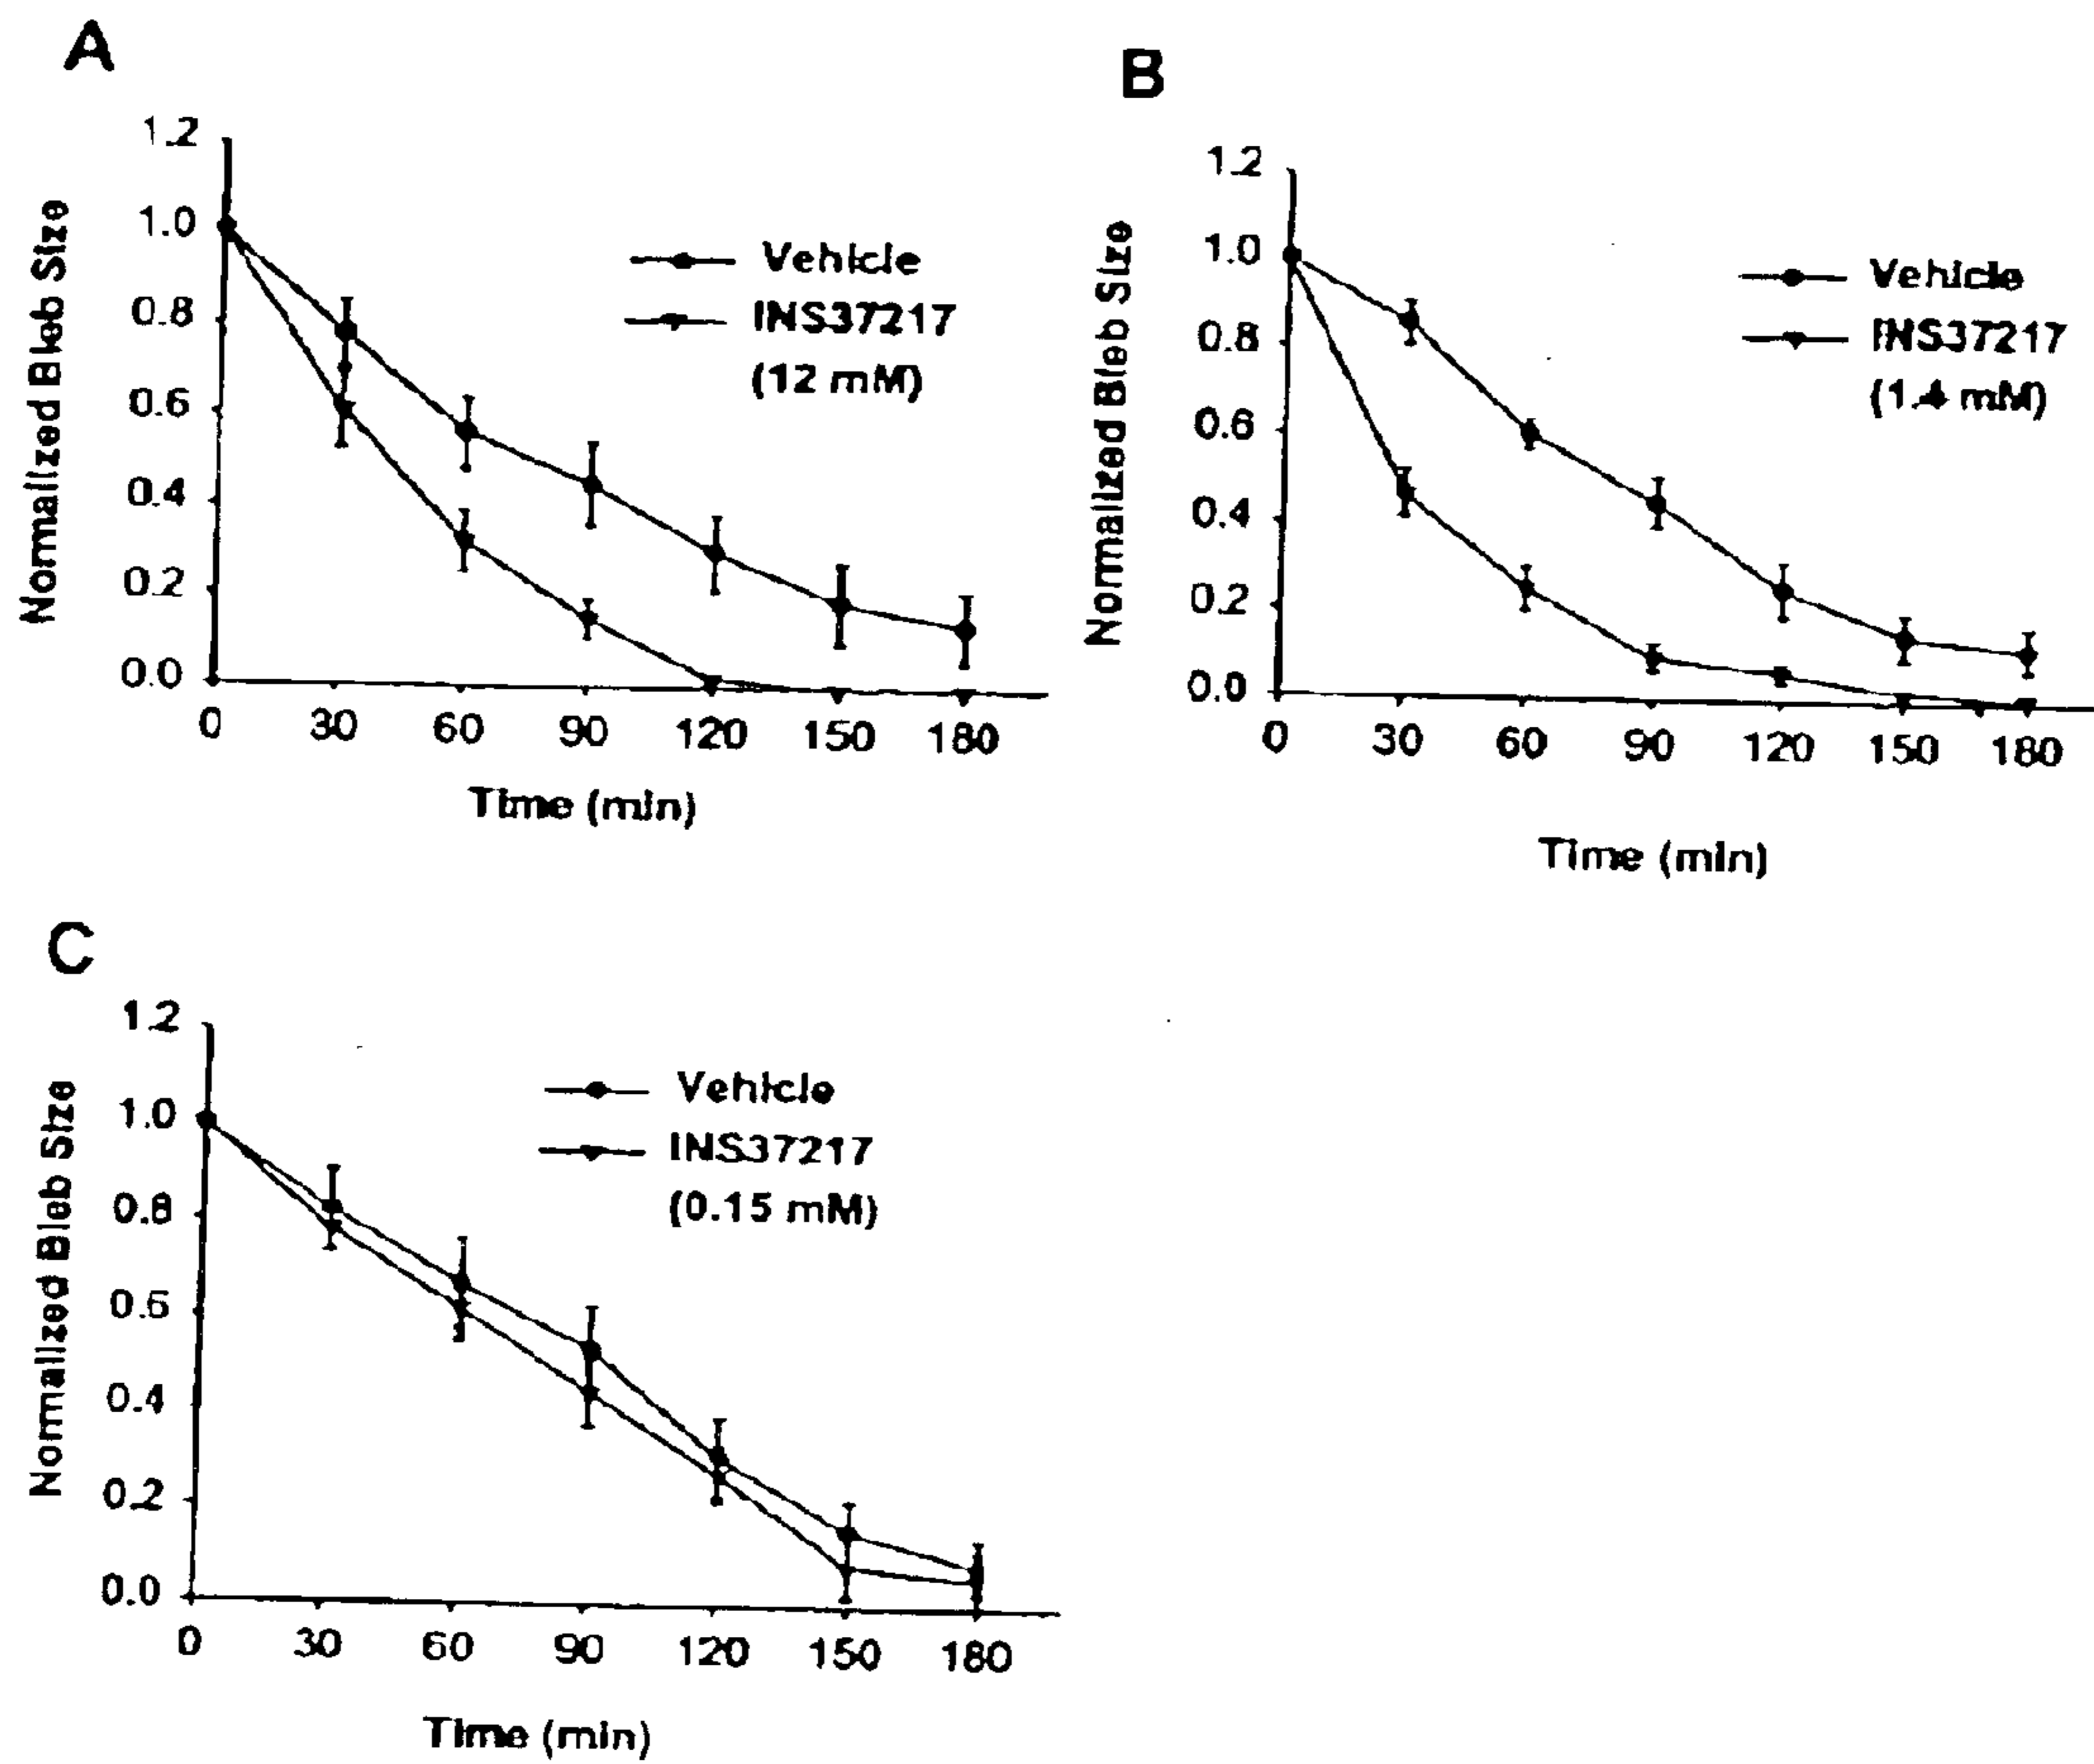 A
1.2
1.0
0.8
0.6
0.4
0.2
0.0
Normalized Bleb Size
Vehicle
INS37217
(12 mM)
0 30 60 90 120 150 180
Time (min)
B
1.2
1.0
0.8
0.6
0.4
0.2
0.0
Normalized Bleb Size
Vehicle
INS37217
(1.4 mM)
0 30 60 90 120 150 180
Time (min)
C
1.2
1.0
0.8
0.6
0.4
0.2
0.0
Normalized Bleb Size
Vehicle
INS37217
(0.15 mM)
0 30 60 90 120 150 180
Time (min)